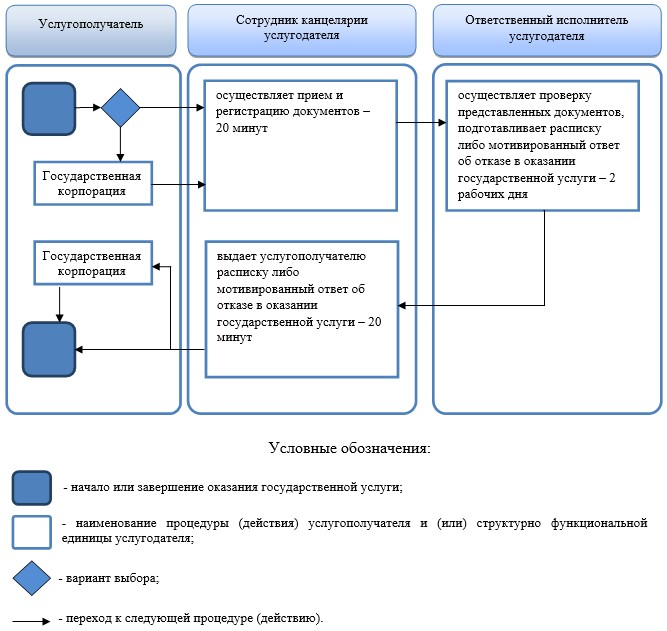 Услугополучатель
Сотрудник канцелярии
услугодателя
Ответственный исполнитель
услугодателя
осуществляет прием и
регистрацию документов –
20 минут
осуществляет проверку
представленных документов,
подготавливает расписку
либо мотивированный ответ
об отказе в оказании
государственной услуги – 2
рабочих дня
Государственная
корпорация
Государственная
корпорация
выдает услугополучателю
расписку либо
мотивированный ответ об
отказе в оказании
государственной услуги – 20
минут
Условные обозначения:
- начало или завершение оказания государственной услуги;
- наименование процедуры (действия) услугополучателя и (или) структурно функциональной
единицы услугодателя;
- вариант выбора;
- переход к следующей процедуре (действию).